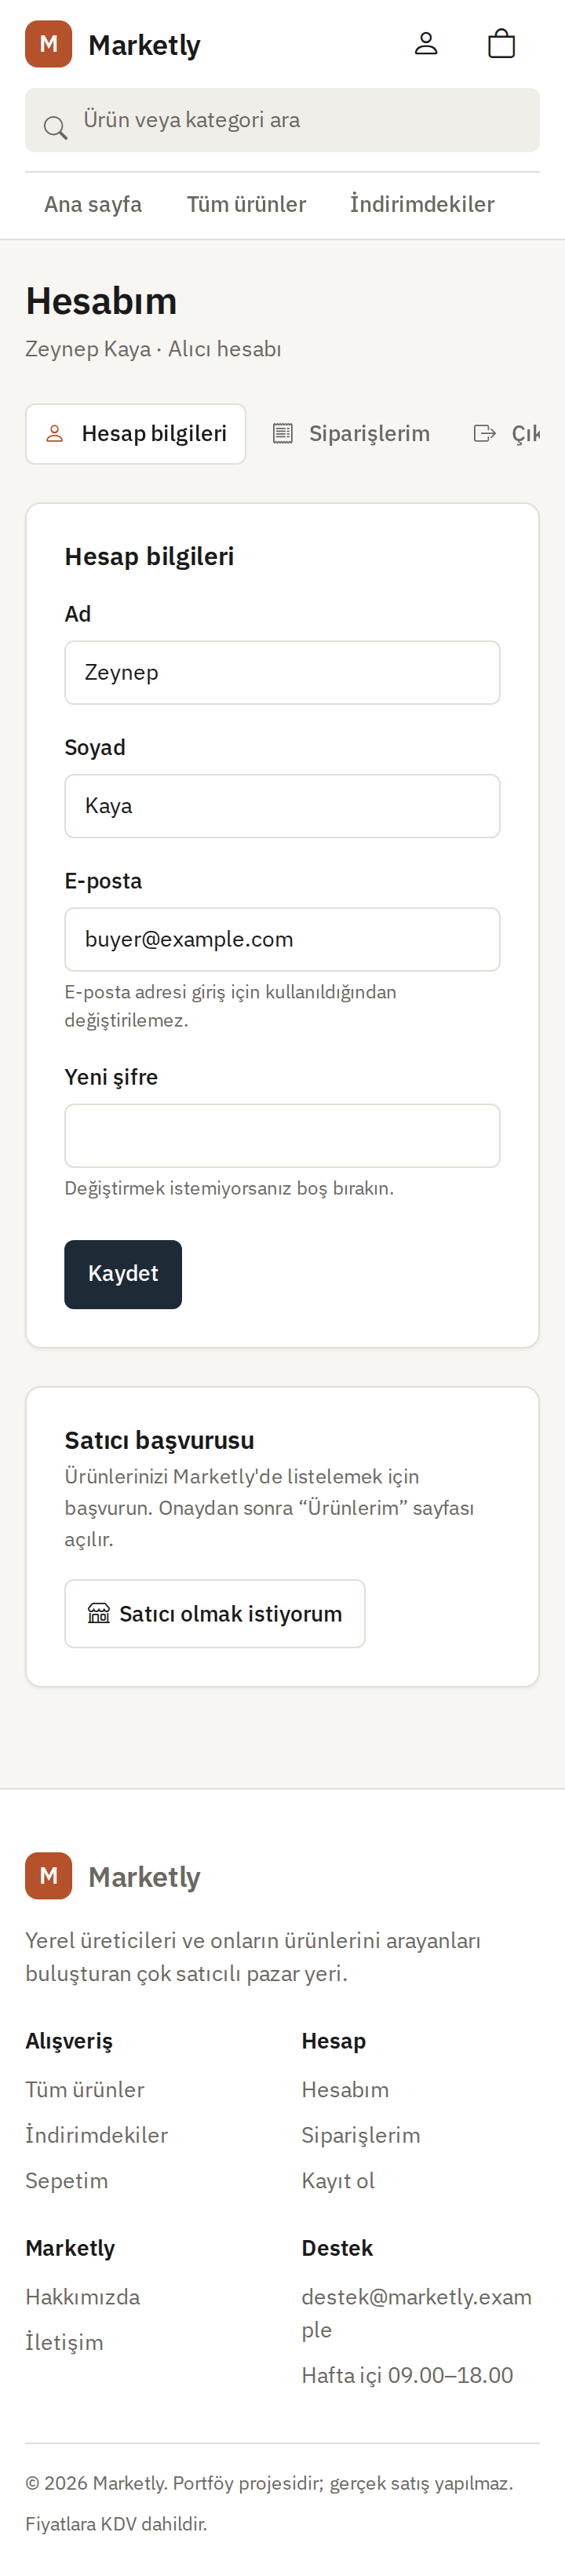 M Marketly
Ürün veya kategori ara
Ana sayfa Tüm ürünler İndirimdekiler
Hesabım
Zeynep Kaya · Alıcı hesabı
Hesap bilgileri Siparişlerim Çık
Hesap bilgileri
Ad
Zeynep
Soyad
Kaya
E-posta
buyer@example.com
E-posta adresi giriş için kullanıldığından
değiştirilemez.
Yeni şifre
Değiştirmek istemiyorsanız boş bırakın.
Kaydet
Satıcı başvurusu
Ürünlerinizi Marketly'de listelemek için
başvurun. Onaydan sonra “Ürünlerim” sayfası
açılır.
Satıcı olmak istiyorum
M Marketly
Yerel üreticileri ve onların ürünlerini arayanları
buluşturan çok satıcılı pazar yeri.
Alışveriş
Tüm ürünler
İndirimdekiler
Sepetim
Hesap
Hesabım
Siparişlerim
Kayıt ol
Marketly
Hakkımızda
İletişim
Destek
destek@marketly.exam
ple
Hafta içi 09.00–18.00
© 2026 Marketly. Portföy projesidir; gerçek satış yapılmaz.
Fiyatlara KDV dahildir.